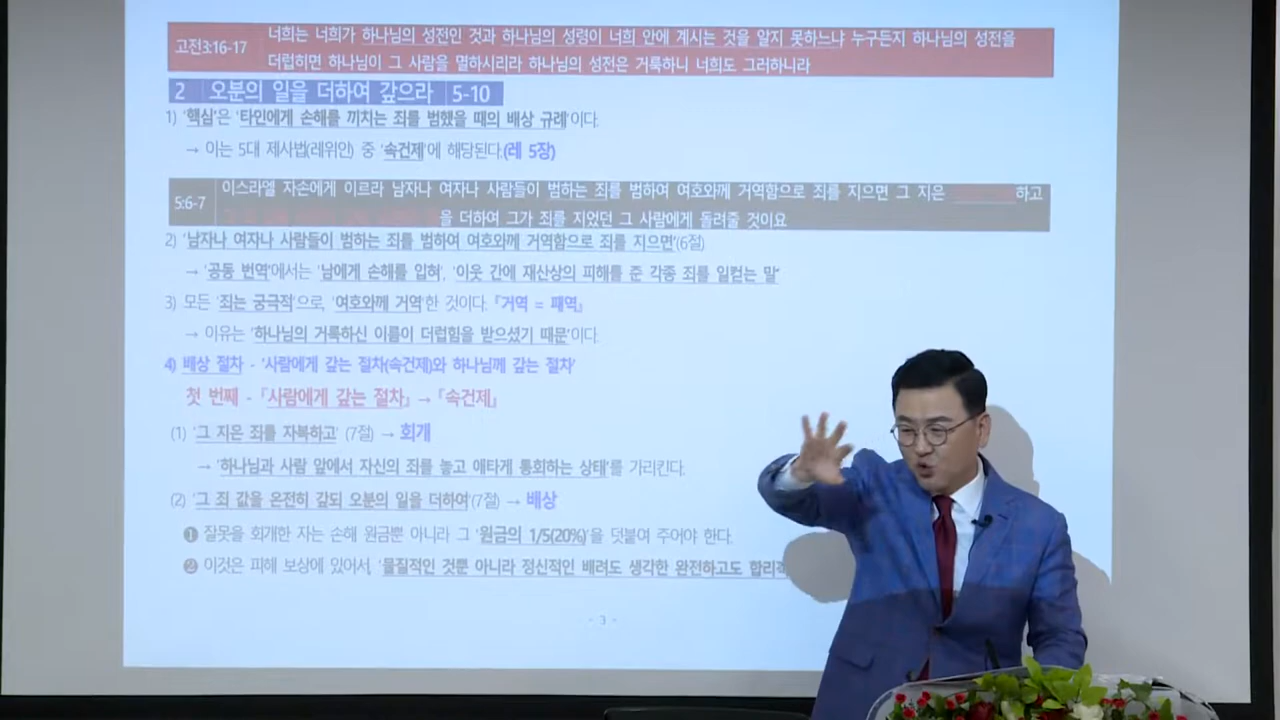 고전3:16-17
너희는 너희가 하나님의 성전인 것과 하나님의 성령이 너희 안에 계시는 것을 알지 못하느냐 누구든지 하나님의 성전을
더럽히면 하나님이 그 사람을 멸하시리라 하나님의 성전은 거룩하니 너희도 그러하니라
2 오분의 일을 더하여 갚으라 5-10
1) '핵심'은 '타인에게 손해를 끼치는 죄를 범했을 때의 배상 규례'이다.
→ 이는 5대 제사법(레위안) 중 '속건제'에 해당된다.(레 5장)
5:6-7
이스라엘 자손에게 이르라 남자나 여자나 사람들이 범하는 죄를 범하여 여호와께 거역함으로 죄를 지으면 그 지은 하고
을 더하여 그가 죄를 지었던 그 사람에게 돌려줄 것이요
2) '남자나 여자나 사람들이 범하는 죄를 범하여 여호와께 거역함으로 죄를 지으면'(6절)
→ '공동 번역'에서는 '남에게 손해를 입혀', '이웃 간에 재산상의 피해를 준 각종 죄를 일컫는 말'
3) 모든 '죄는 궁극적'으로, '여호와께 거역'한 것이다. 『거역 = 패역』
→ 이유는 '하나님의 거룩하신 이름이 더럽힘을 받으셨기 때문'이다.
4) 배상 절차 - '사람에게 갚는 절차(속건제)와 하나님께 갚는 절차'
첫 번째 - 『사람에게 갚는 절차』 → 『속건제』
(1) '그 지은 죄를 자복하고' (7절) → 회개
→ '하나님과 사람 앞에서 자신의 죄를 놓고 애타게 통회하는 상태'를 가리킨다.
(2) '그 죄 값을 온전히 갚되 오분의 일을 더하여'(7절) → 배상
❶ 잘못을 회개한 자는 손해 원금뿐 아니라 그 '원금의 1/5(20%)'을 덧붙여 주어야 한다.
❷ 이것은 피해 보상에 있어서, '물질적인 것뿐 아니라 정신적인 배려도 생각한 완전하고도
- 3 -